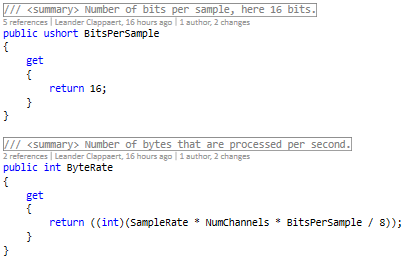 /// <summary> Number of bits per sample, here 16 bits.
5 references | Leander Clappaert, 16 hours ago | 1 author, 2 changes
public ushort BitsPerSample
{
get
{
return 16;
}
}
/// <summary> Number of bytes that are processed per second.
2 references | Leander Clappaert, 16 hours ago | 1 author, 2 changes
public int ByteRate
{
get
{
return ((int)(SampleRate * NumChannels * BitsPerSample / 8));
}
}